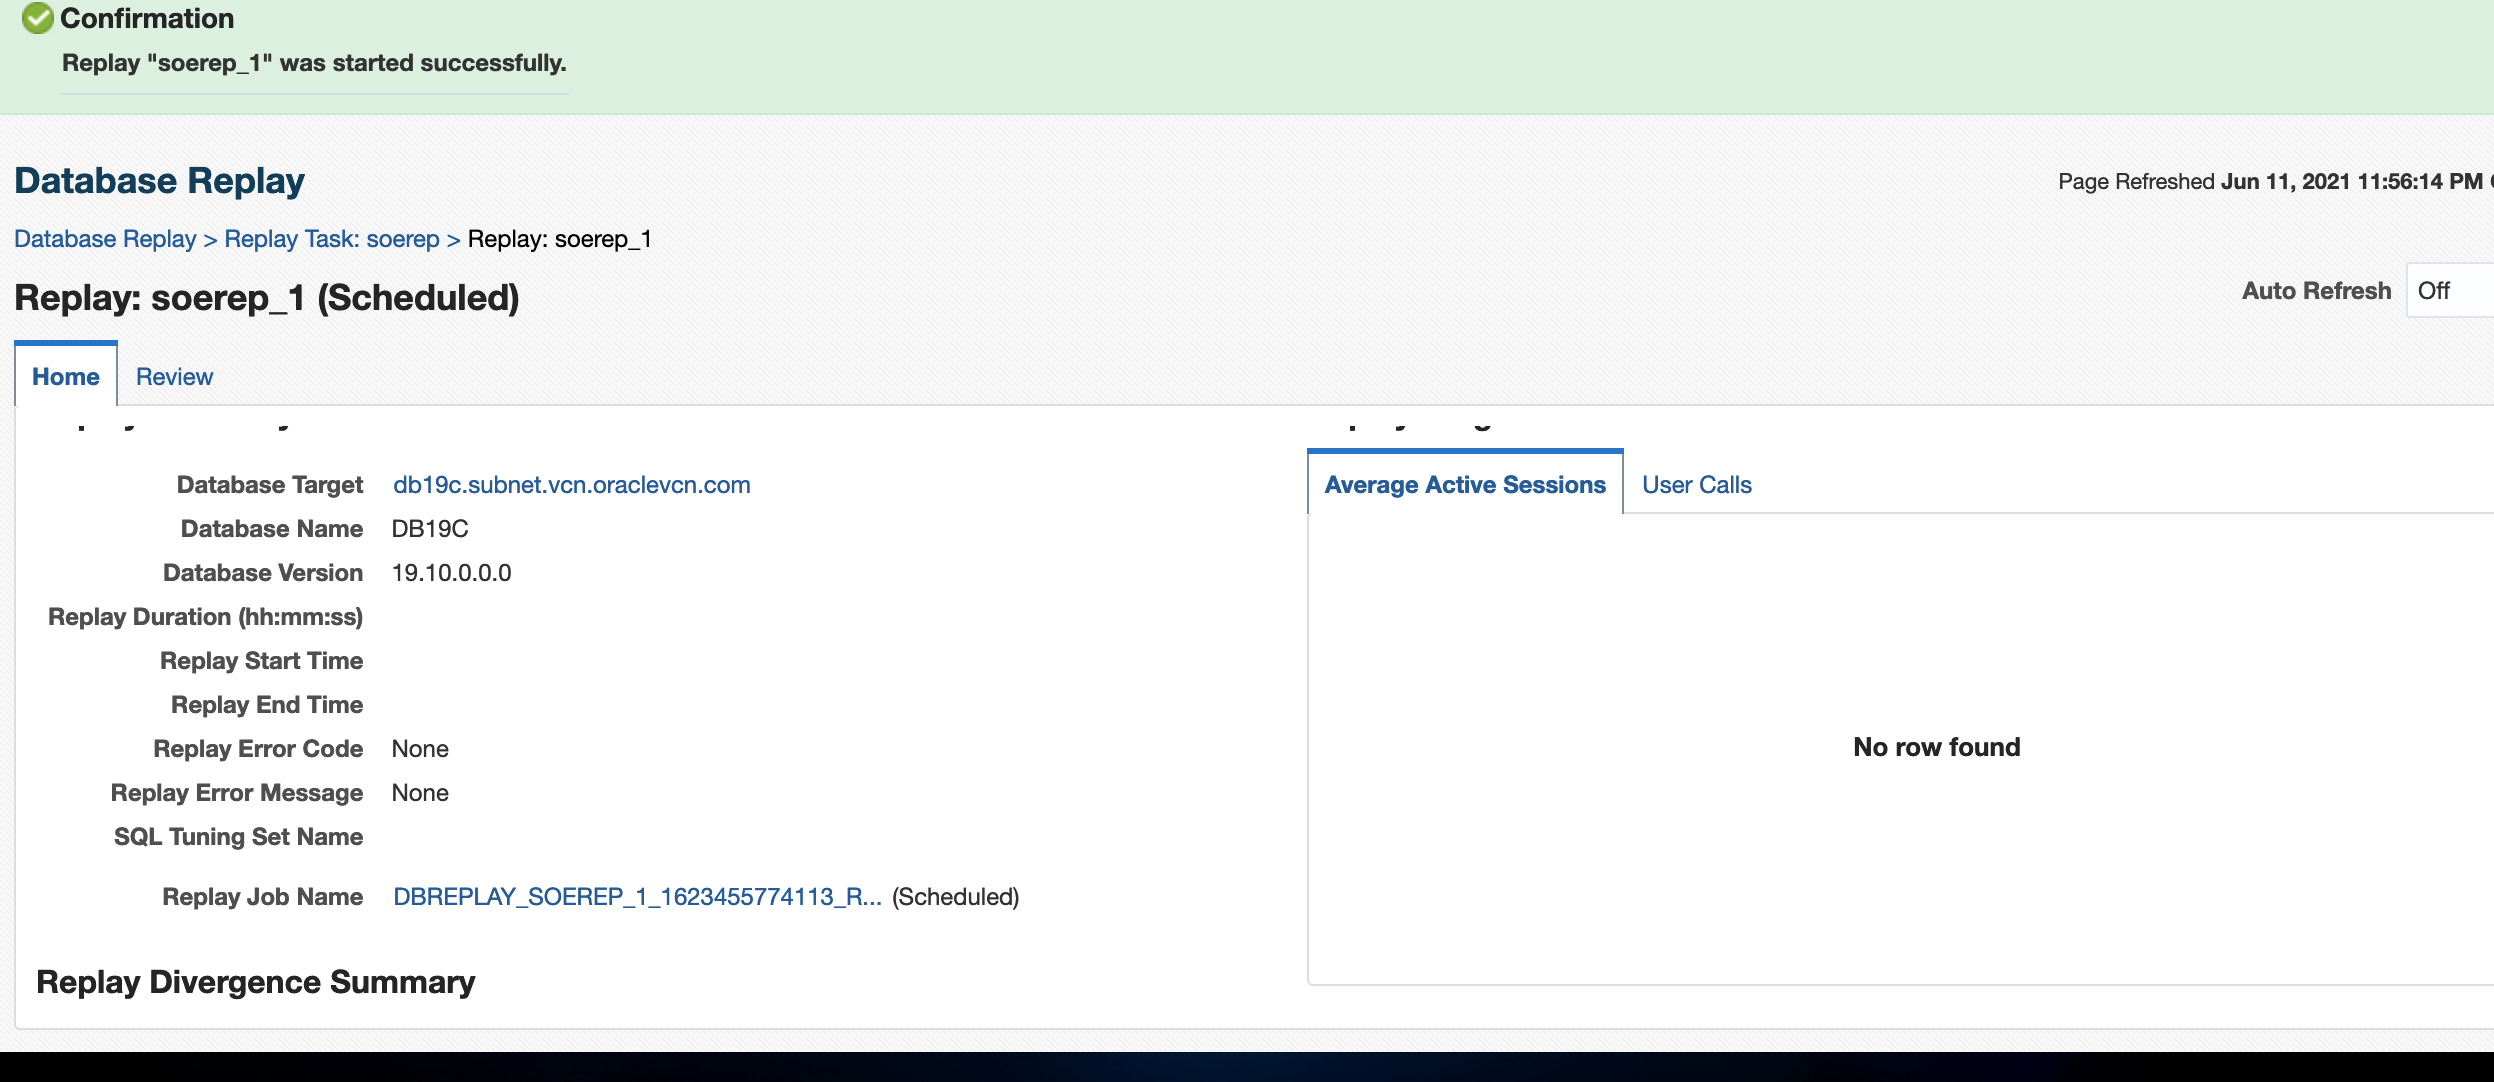 Confirmation
Replay "soerep_1" was started successfully.
Database Replay
Page Refreshed Jun 11, 2021 11:56:14 PM
Database Replay > Replay Task: soerep > Replay: soerep_1
Replay: soerep_1 (Scheduled)
Auto Refresh Off
Home Review
Average Active Sessions User Calls
Database Target db19c.subnet.vcn.oraclevcn.com
Database Name DB19C
Database Version 19.10.0.0.0
Replay Duration (hh:mm:ss)
Replay Start Time
Replay End Time
Replay Error Code None
No row found
Replay Error Message None
SQL Tuning Set Name
Replay Job Name DBREPLAY_SOEREP_1_1623455774113_R... (Scheduled)
Replay Divergence Summary